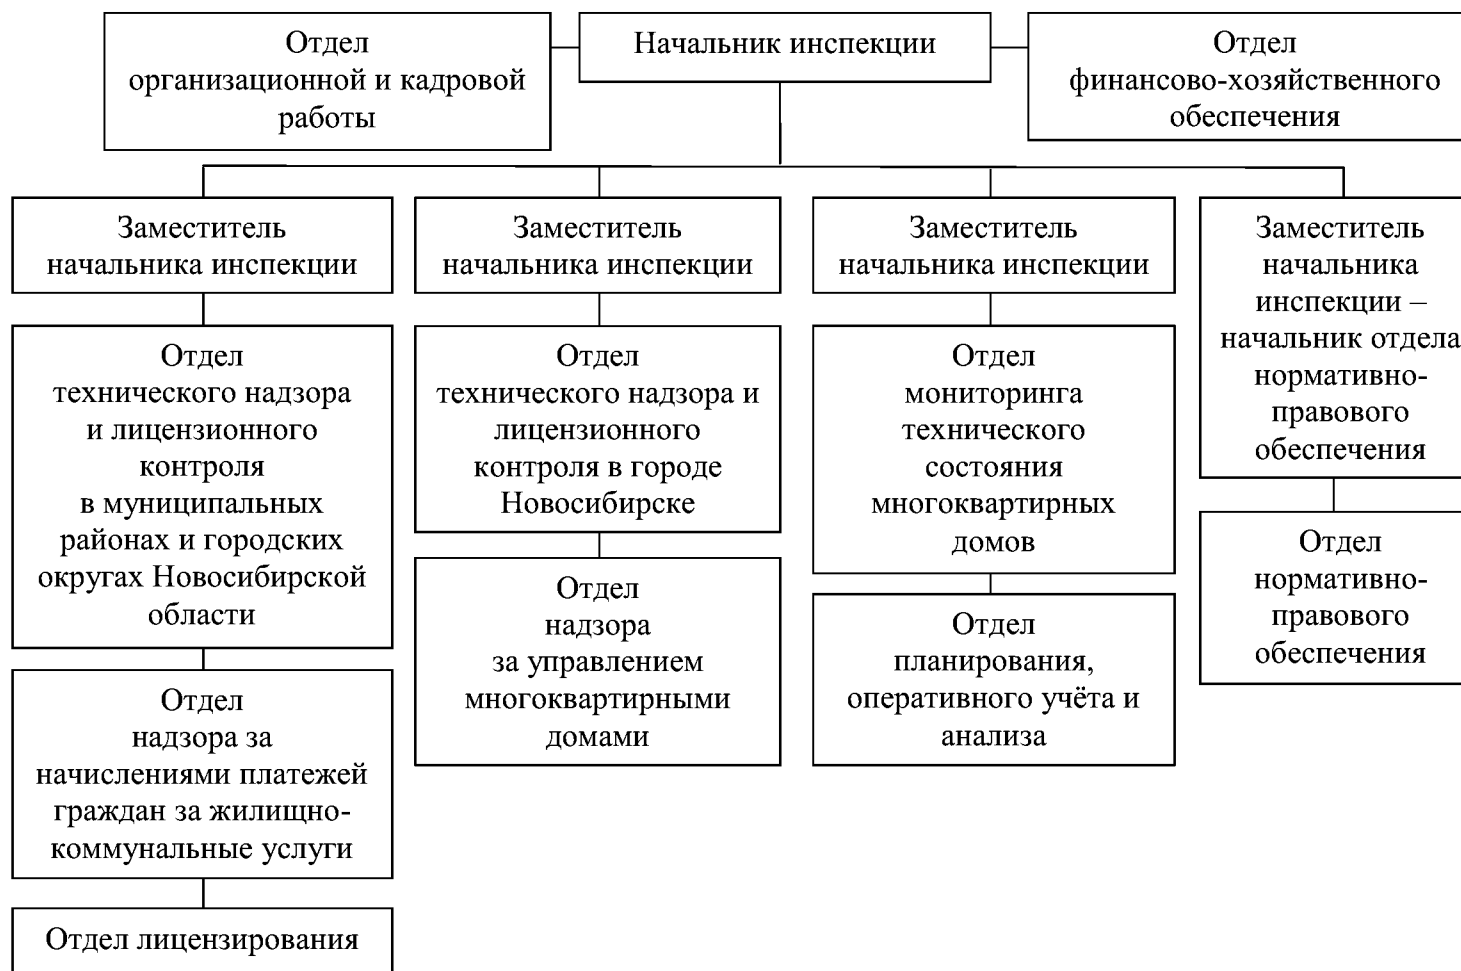 Отдел
организационной и кадровой
работы
Начальник инспекции
Отдел
финансово-хозяйственного
обеспечения
Заместитель
начальника инспекции
Заместитель
начальника инспекции
Заместитель
начальника инспекции
Заместитель
начальника
инспекции –
начальник отдела
нормативно-
правового
обеспечения
Отдел
технического надзора
и лицензионного
контроля
в муниципальных
районах и городских
округах Новосибирской
области
Отдел
технического надзора и
лицензионного
контроля в городе
Новосибирске
Отдел
мониторинга
технического
состояния
многоквартирных
домов
Отдел
нормативно-
правового
обеспечения
Отдел
надзора
за управлением
многоквартирными
домами
Отдел
планирования,
оперативного учёта и
анализа
Отдел
надзора за
начислениями платежей
граждан за жилищно-
коммунальные услуги
Отдел лицензирования